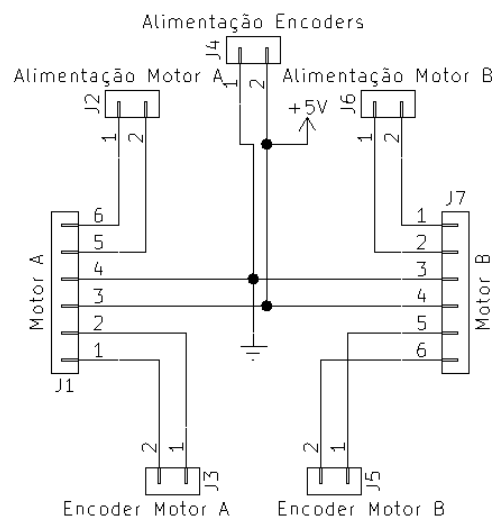 Alimentação Encoders
J4
1 2
Alimentação Motor A
J2
1 2
+5V
Alimentação Motor B
J6
1 2
Motor A
6
5
4
3
2
1
J1
J7
1
2
3
4
5
6
Motor B
2 1
J3
Encoder Motor A
2 1
J5
Encoder Motor B